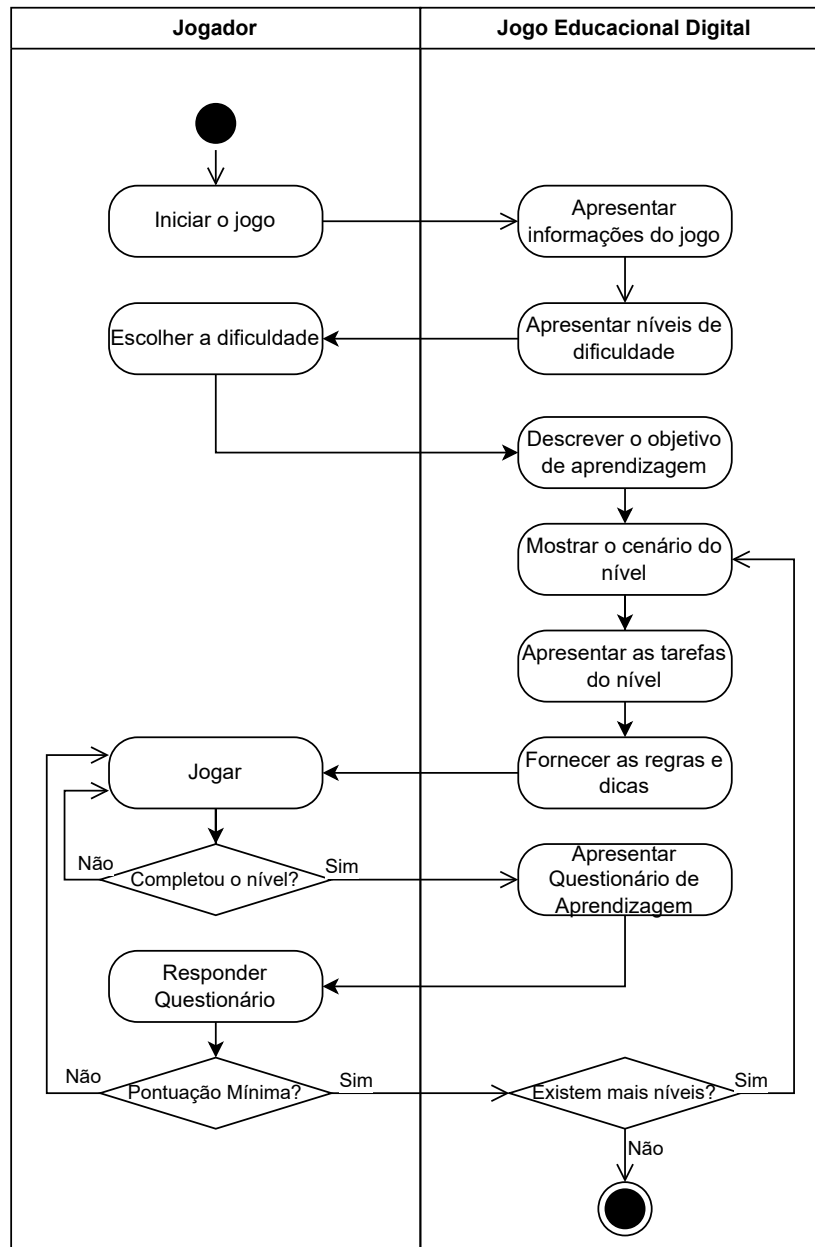 Jogador
Jogo Educacional Digital
Iniciar o jogo
Apresentar
informações do jogo
Escolher a dificuldade
Apresentar níveis de
dificuldade
Descrever o objetivo
de aprendizagem
Mostrar o cenário do
nível
Apresentar as tarefas
do nível
Jogar
Fornecer as regras e
dicas
Não
Completou o nível?
Sim
Apresentar
Questionário de
Aprendizagem
Responder
Questionário
Não
Pontuação Mínima?
Sim
Existem mais níveis?
Sim
Não